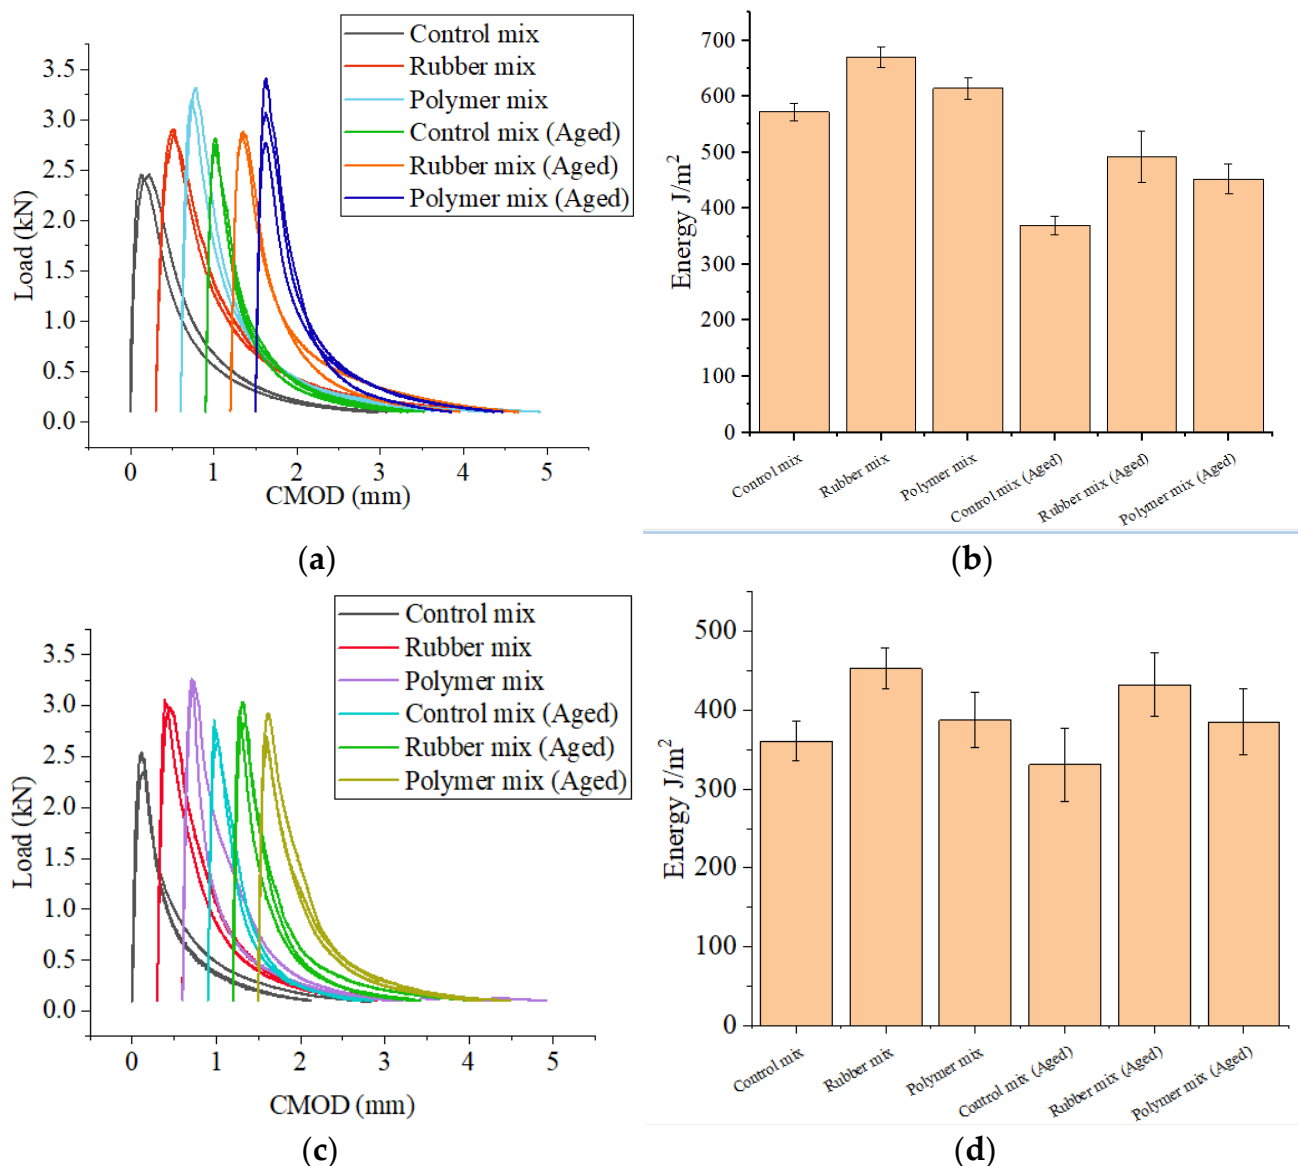 Control mix
Rubber mix
Polymer mix
Control mix (Aged)
Rubber mix (Aged)
Polymer mix (Aged)
3.5
3.0
2.5
2.0
1.5
1.0
0.5
0.0
Load (kN)
0 1 2 3 4 5
CMOD (mm)
(a)
700
600
500
400
300
200
100
0
Energy J/m²
Control mix
Rubber mix
Polymer mix
Control mix (Aged)
Rubber mix (Aged)
Polymer mix (Aged)
(b)
Control mix
Rubber mix
Polymer mix
Control mix (Aged)
Rubber mix (Aged)
Polymer mix (Aged)
3.5
3.0
2.5
2.0
1.5
1.0
0.5
0.0
Load (kN)
0 1 2 3 4 5
CMOD (mm)
(c)
500
400
300
200
100
0
Energy J/m²
Control mix
Rubber mix
Polymer mix
Control mix (Aged)
Rubber mix (Aged)
Polymer mix (Aged)
(d)